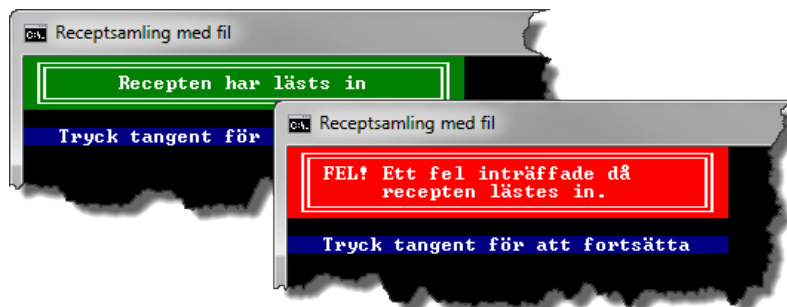 Receptsamling med fil
Recepten har lästs in
Tryck tangent för
Receptsamling med fil
FEL! Ett fel inträffade då
recepten lästes in.
Tryck tangent för att fortsätta